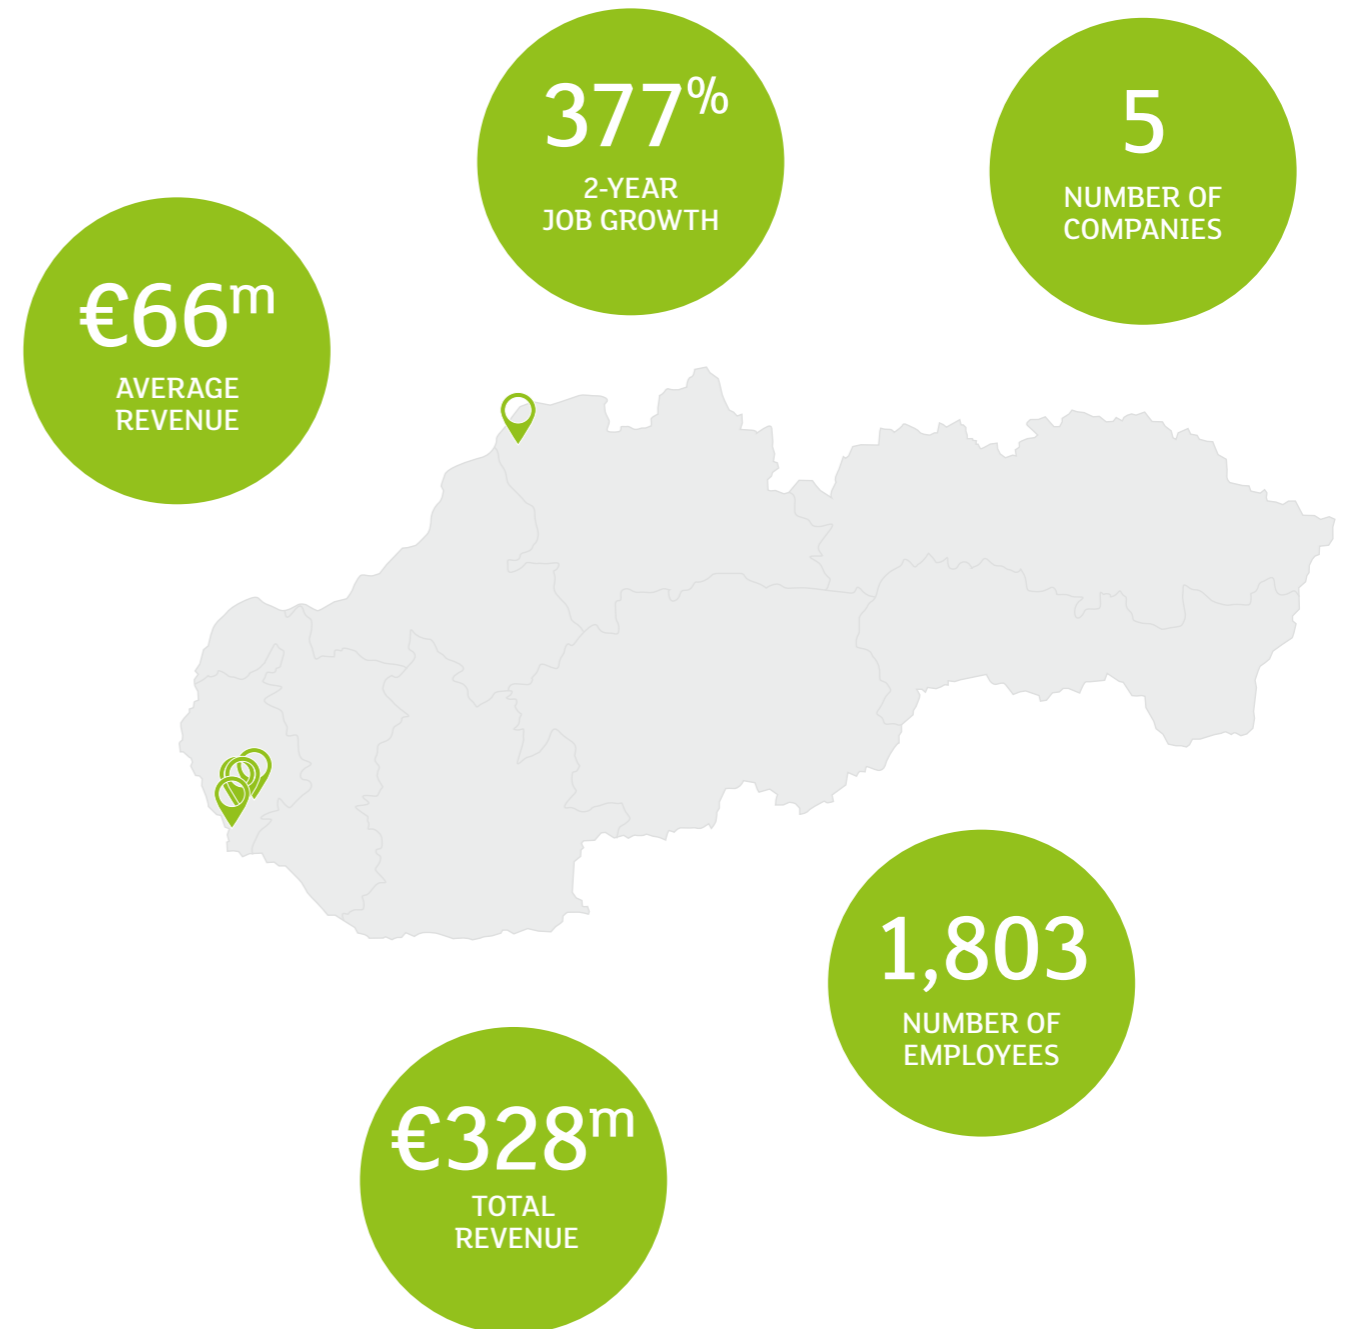 377%
2-YEAR
JOB GROWTH
5
NUMBER OF
COMPANIES
€66m
AVERAGE
REVENUE
1,803
NUMBER OF
EMPLOYEES
€328m
TOTAL
REVENUE